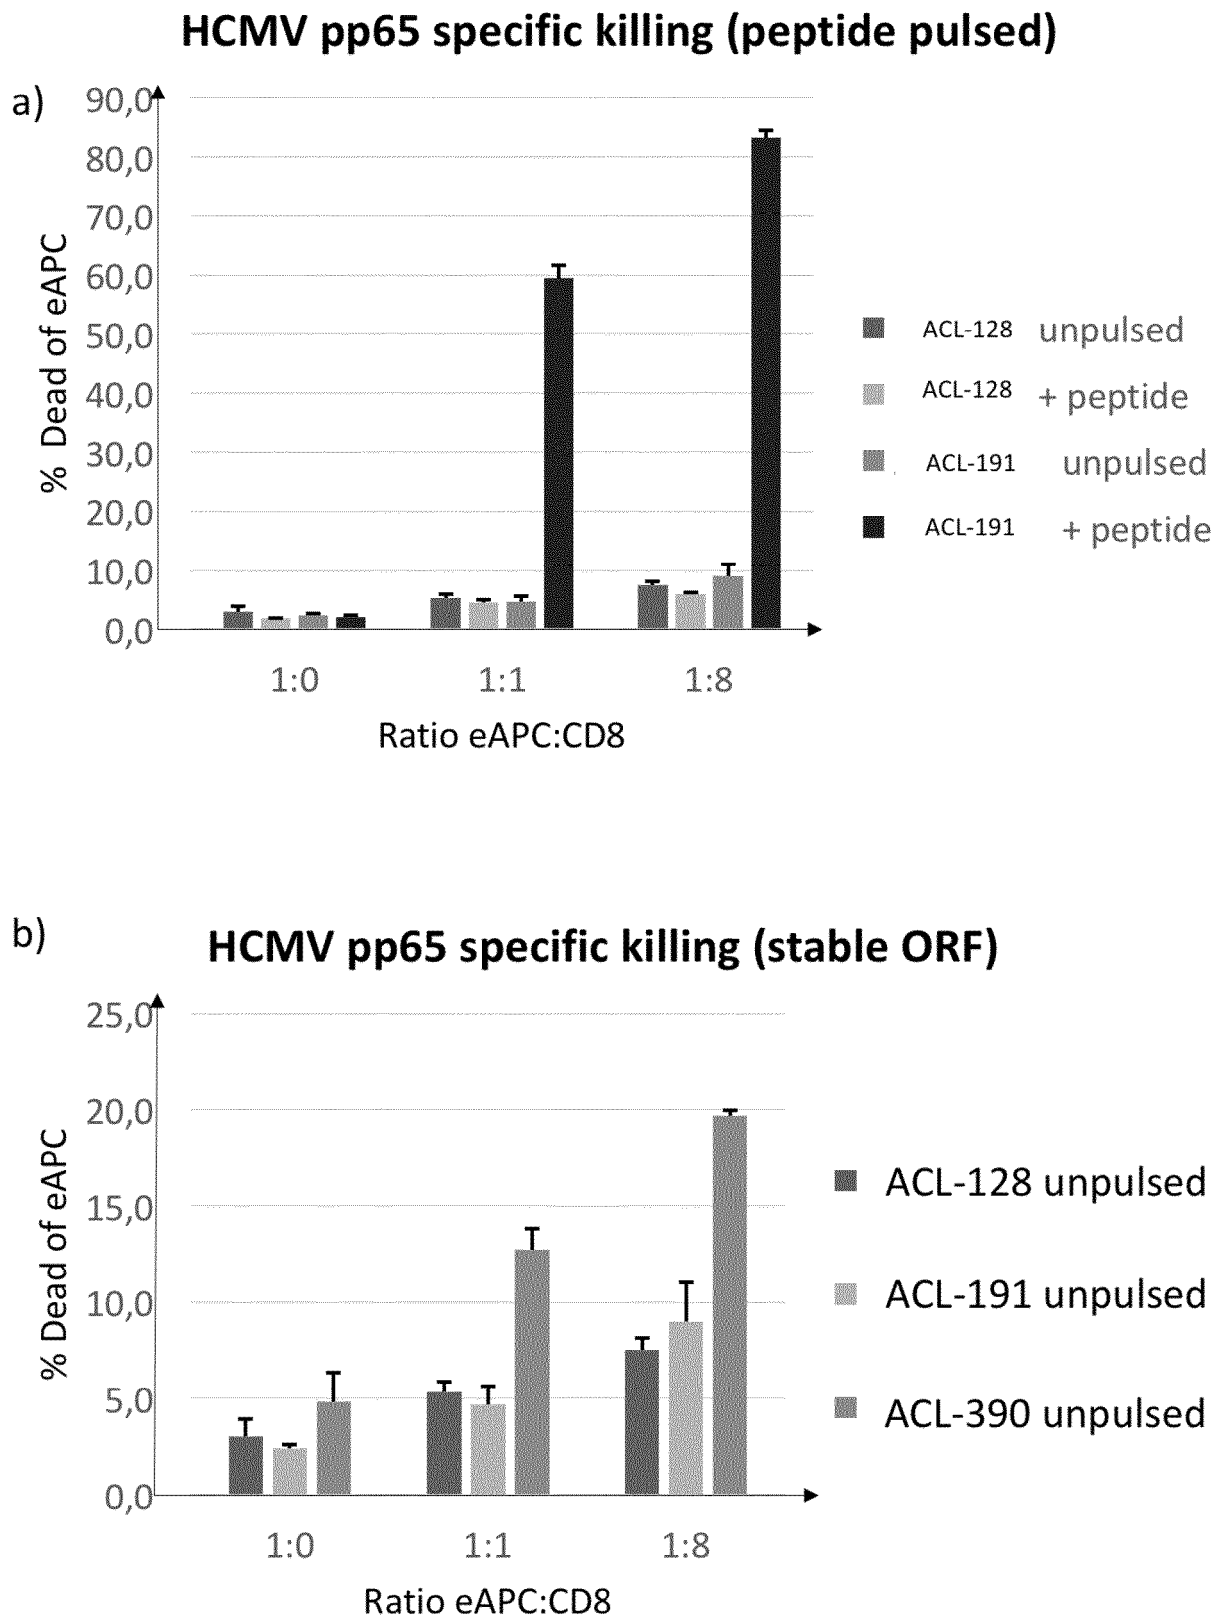 HCMV pp65 specific killing (peptide pulsed)
a)
90,0
80,0
70,0
60,0
50,0
40,0
30,0
20,0
10,0
0,0
% Dead of eAPC
1:0 1:1 1:8
Ratio eAPC:CD8
ACL-128 unpulsed
ACL-128 + peptide
ACL-191 unpulsed
ACL-191 + peptide
b)
HCMV pp65 specific killing (stable ORF)
25,0
20,0
15,0
10,0
5,0
0,0
% Dead of eAPC
1:0 1:1 1:8
Ratio eAPC:CD8
ACL-128 unpulsed
ACL-191 unpulsed
ACL-390 unpulsed